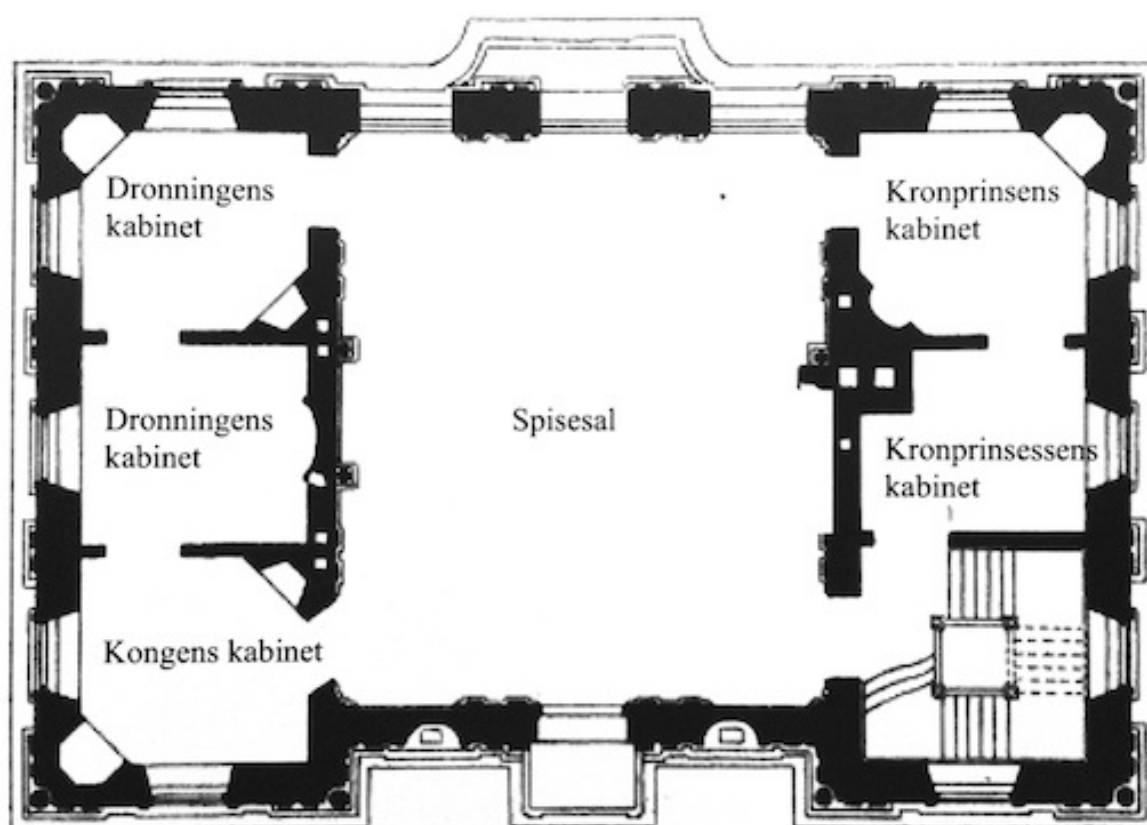 Dronningens
kabinet
Kronprinsens
kabinet
Dronningens
kabinet
Spisesal
Kronprinsessens
kabinet
Kongens kabinet